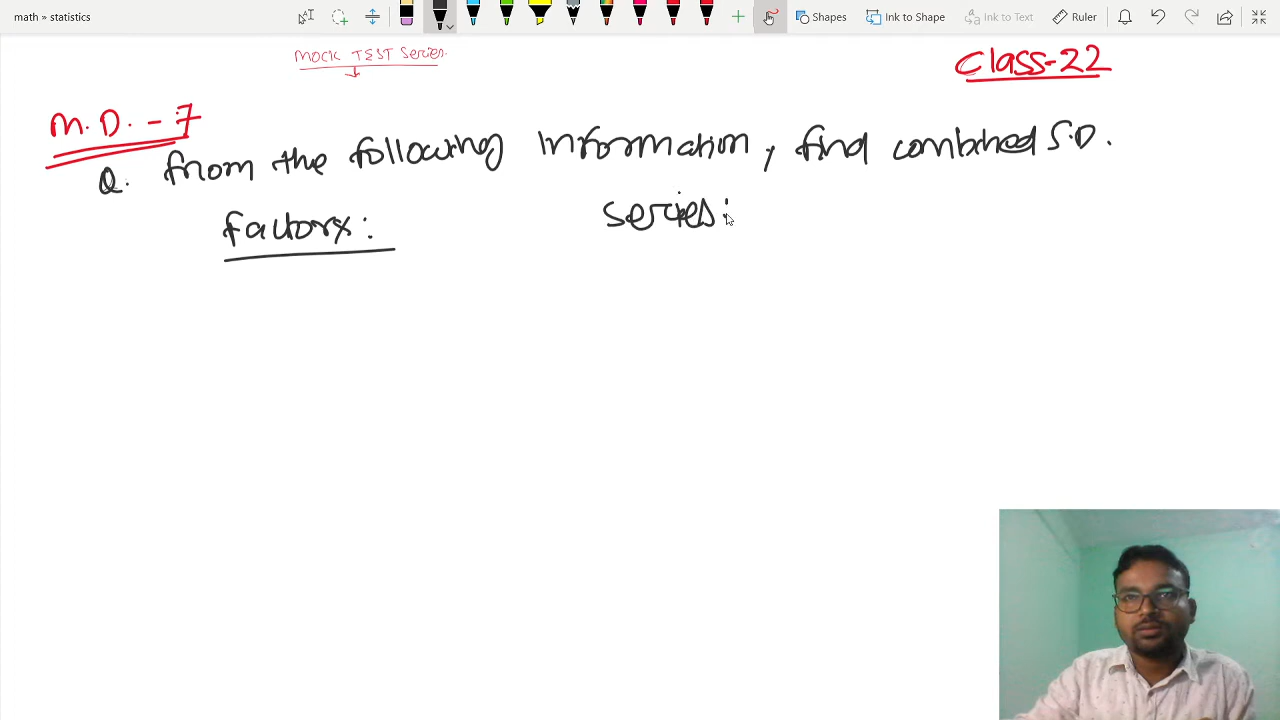 math » statistics
Shapes
Ink to Shape
Ink to Text
Ruler
MOCK TEST Series
Class-22
M.D. - 7
Q. from the following information, find combined S.D.
factors:
series: